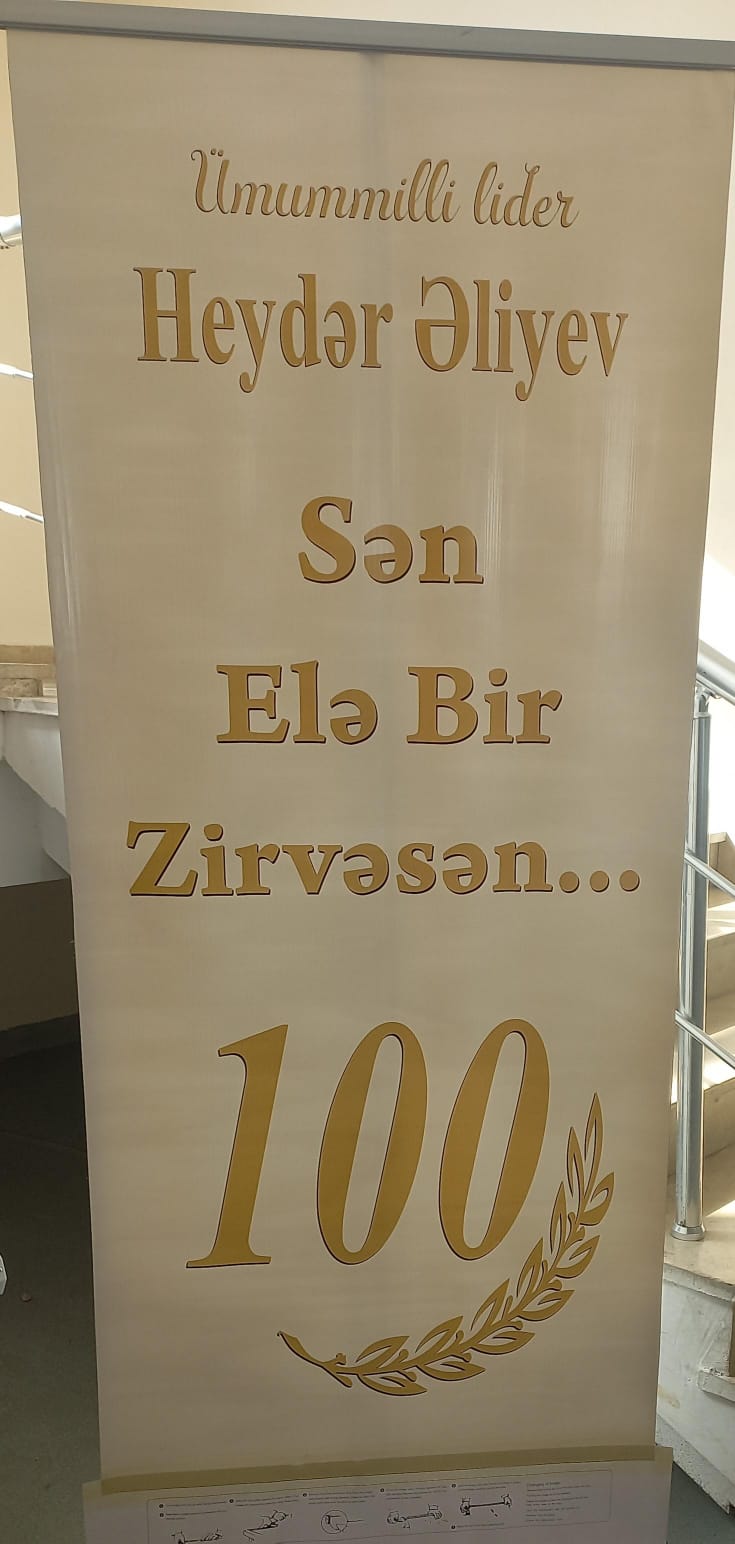 Ümummilli lider
Heydər Əliyev
Sən
Elə Bir
Zirvəsən...
100